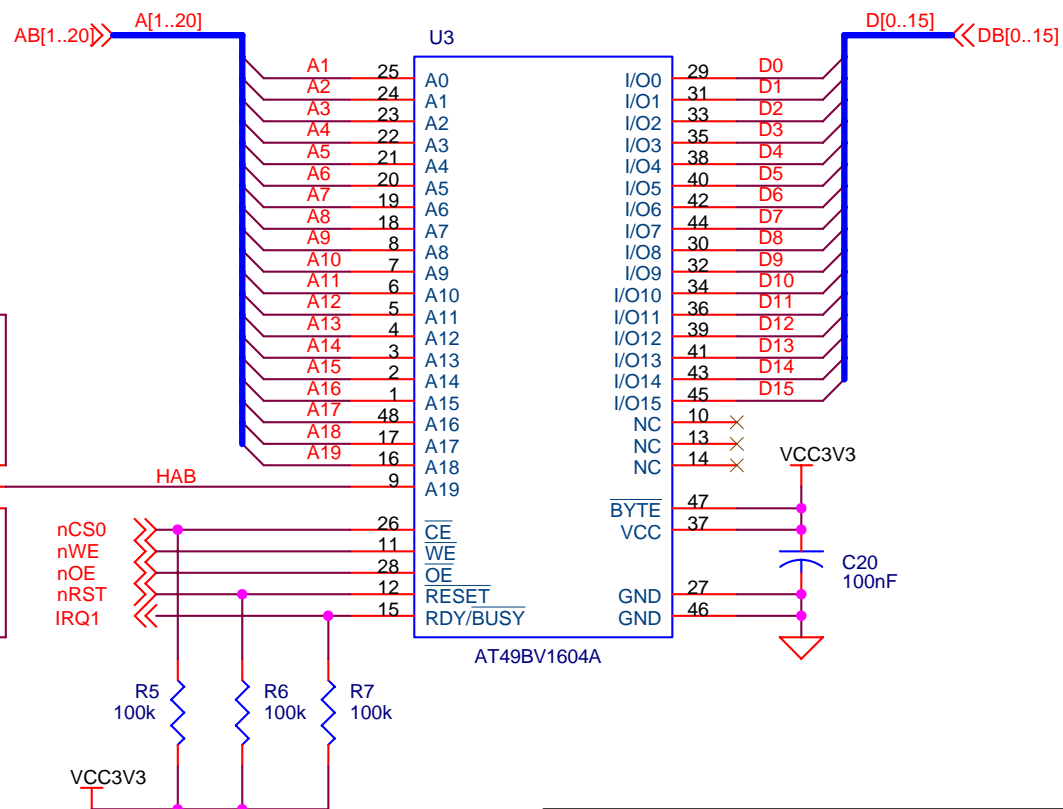 AB[1..20]
A[1..20]
D[0..15]
DB[0..15]
U3
A1 25 A0 I/O0 29 D0
A2 24 A1 I/O1 31 D1
A3 23 A2 I/O2 33 D2
A4 22 A3 I/O3 35 D3
A5 21 A4 I/O4 38 D4
A6 20 A5 I/O5 40 D5
A7 19 A6 I/O6 42 D6
A8 18 A7 I/O7 44 D7
A9 8 A8 I/O8 30 D8
A10 7 A9 I/O9 32 D9
A11 6 A10 I/O10 34 D10
A12 5 A11 I/O11 36 D11
A13 4 A12 I/O12 39 D12
A14 3 A13 I/O13 41 D13
A15 2 A14 I/O14 43 D14
A16 1 A15 I/O15 45 D15
A17 48 A16 NC 10
A18 17 A17 NC 13
A19 16 A18 NC 14
VCC3V3
HAB 9 A19
BYTE 47
nCS0 26 CE VCC 37
nWE 11 WE
nOE 28 OE
C20
100nF
nRST 12 RESET GND 27
IRQ1 15 RDY/BUSY GND 46
AT49BV1604A
R5 R6 R7
100k 100k 100k
VCC3V3